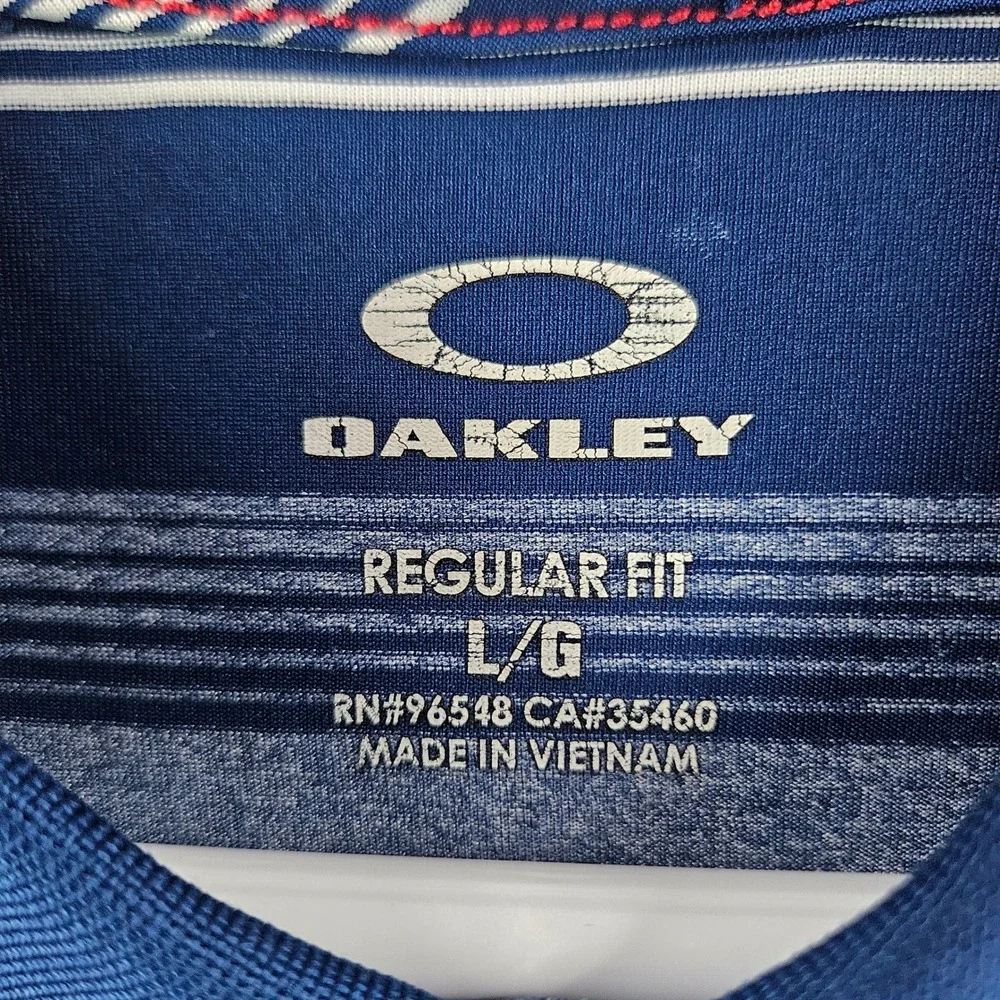 OAKLEY
REGULAR FIT
L/G
RN#96548 CA#35460
MADE IN VIETNAM